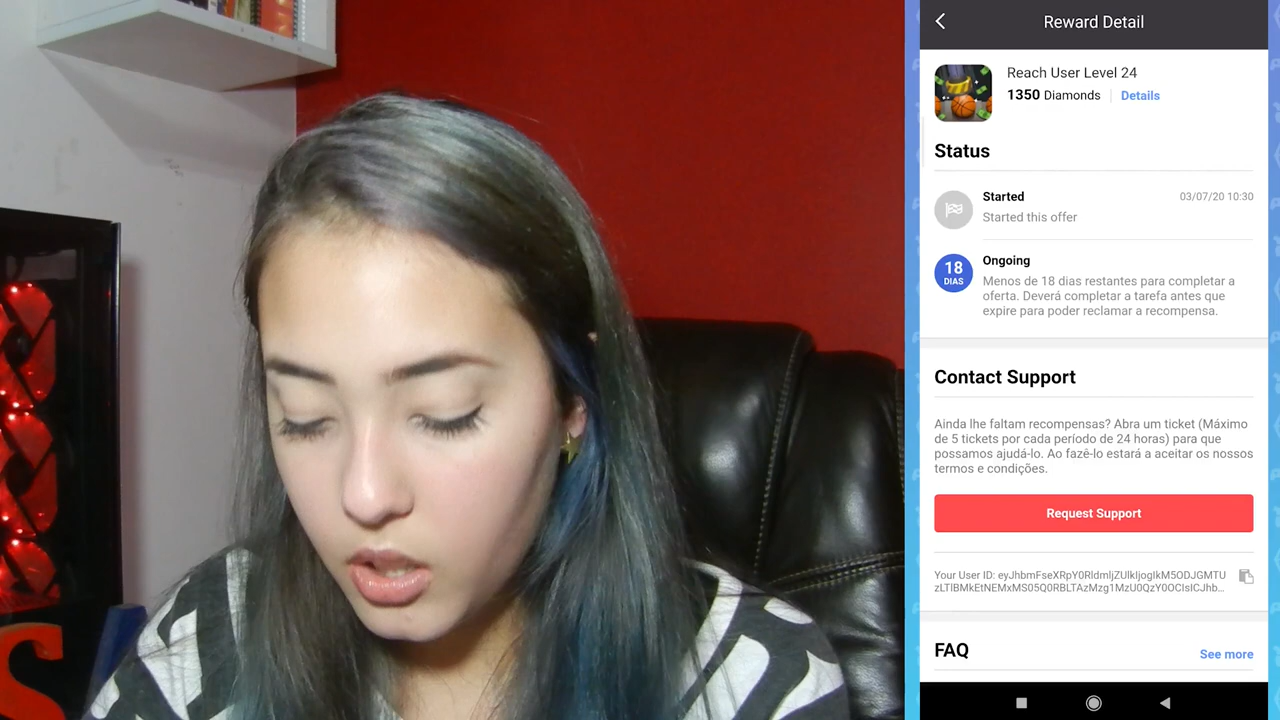 Reward Detail
Reach User Level 24
1350 Diamonds
Details
Status
Started
03/07/20 10:30
Started this offer
18
DIAS
Ongoing
Menos de 18 dias restantes para completar a
oferta. Deverá completar a tarefa antes que
expire para poder reclamar a recompensa.
Contact Support
Ainda lhe faltam recompensas? Abra um ticket (Máximo
de 5 tickets por cada período de 24 horas) para que
possamos ajudá-lo. Ao fazê-lo estará a aceitar os nossos
termos e condições.
Request Support
Your User ID:
FAQ
See more